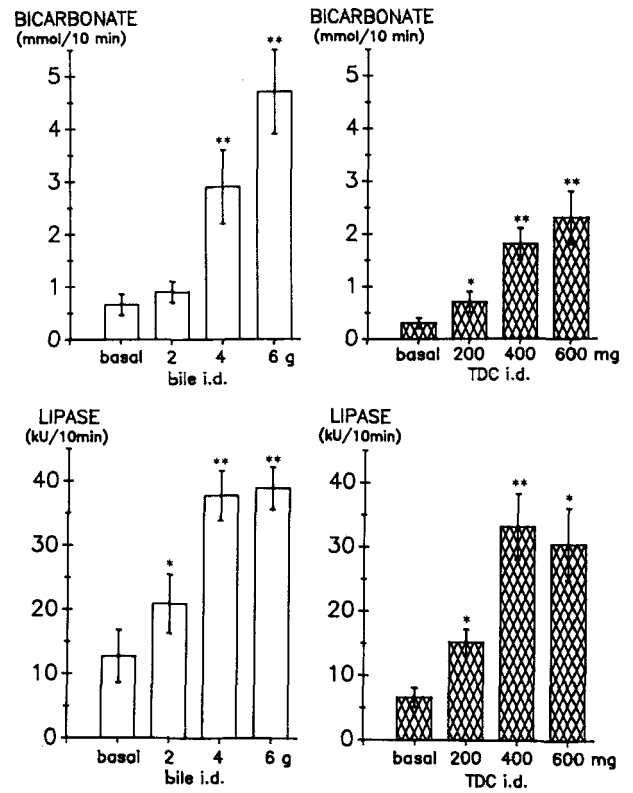 BICARBONATE
(mmol/10 min)
5
4
3
2
1
0
**
**
basal 2 4 6 g
bile i.d.
BICARBONATE
(mmol/10 min)
5
4
3
2
1
0
*
**
**
basal 200 400 600 mg
TDC i.d.
LIPASE
(kU/10min)
40
30
20
10
0
*
**
**
basal 2 4 6 g
bile i.d.
LIPASE
(kU/10min)
40
30
20
10
0
*
**
*
basal 200 400 600 mg
TDC i.d.